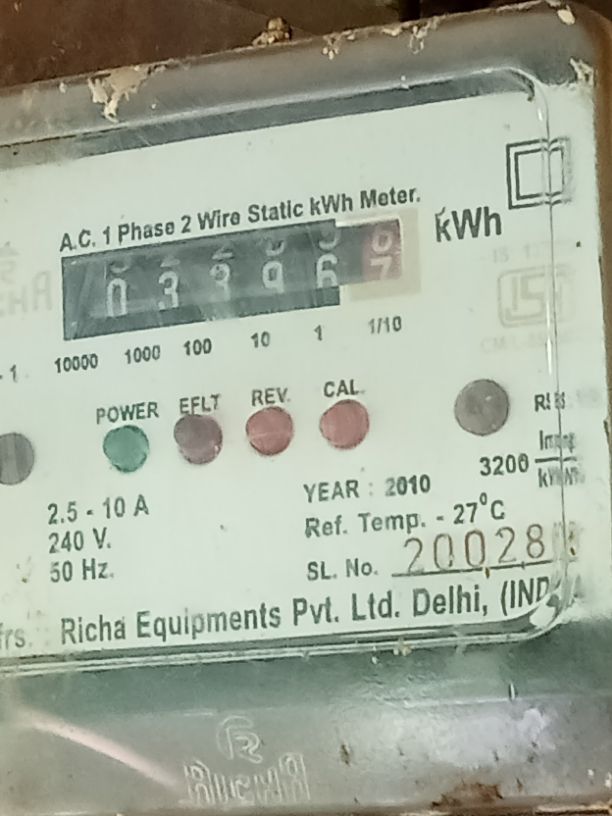 A.C. 1 Phase 2 Wire Static kWh Meter.
kWh
0 3 3 9 6 7
10000 1000 100 10 1 1/10
POWER EFLT REV. CAL.
3200
2.5 - 10 A
240 V.
50 Hz.
YEAR : 2010
Ref. Temp. - 27°C
SL. No. 20028
Richa Equipments Pvt. Ltd. Delhi, (INDIA
RICHA